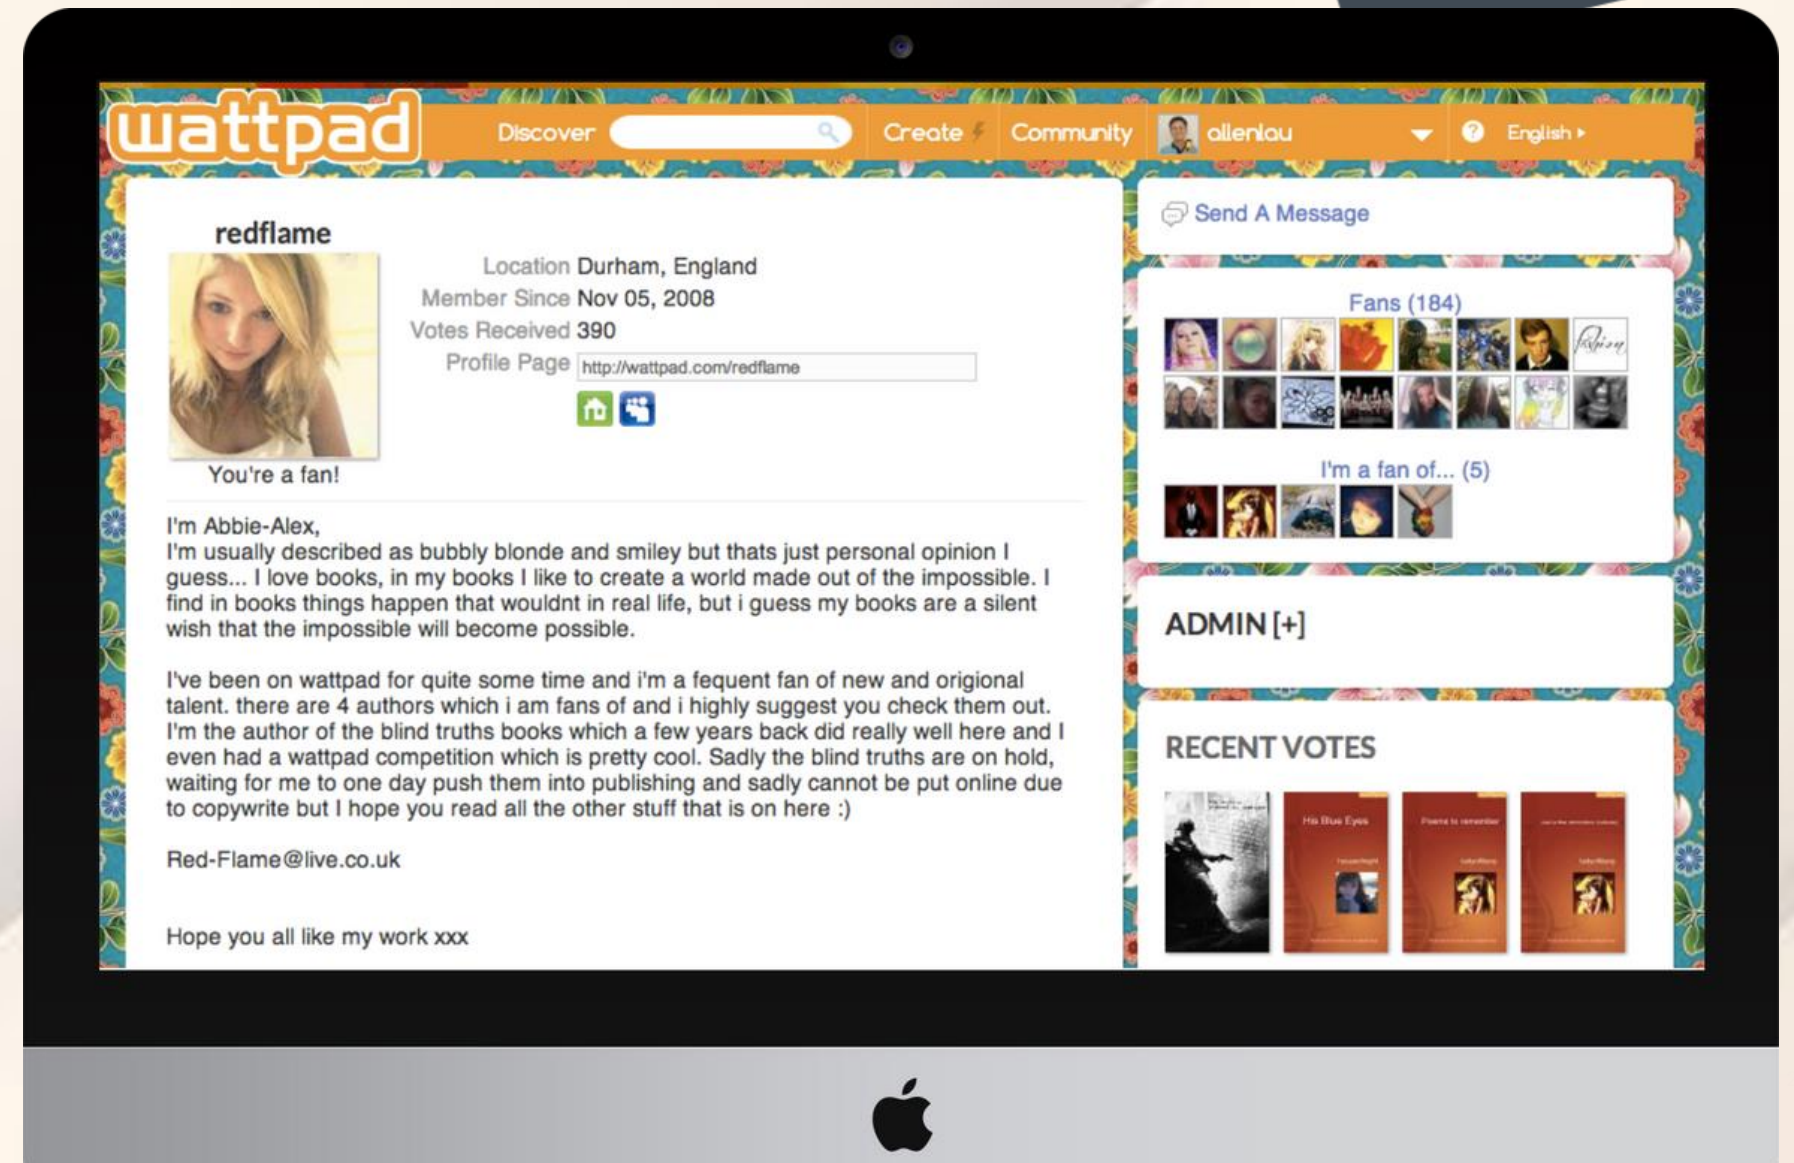 wattpad
Discover
Create
Community
allenlau
?
English
redflame
Location Durham, England
Member Since Nov 05, 2008
Votes Received 390
Profile Page http://wattpad.com/redflame
You're a fan!
I'm Abbie-Alex,
I'm usually described as bubbly blonde and smiley but thats just personal opinion I
guess... I love books, in my books I like to create a world made out of the impossible. I
find in books things happen that wouldnt in real life, but i guess my books are a silent
wish that the impossible will become possible.
I've been on wattpad for quite some time and i'm a fequent fan of new and origional
talent. there are 4 authors which i am fans of and i highly suggest you check them out.
I'm the author of the blind truths books which a few years back did really well here and I
even had a wattpad competition which is pretty cool. Sadly the blind truths are on hold,
waiting for me to one day push them into publishing and sadly cannot be put online due
to copywrite but I hope you read all the other stuff that is on here :)
Red-Flame@live.co.uk
Hope you all like my work xxx
Send A Message
Fans (184)
fashion
I'm a fan of... (5)
ADMIN [+]
RECENT VOTES
His Blue Eyes
Poems to remember